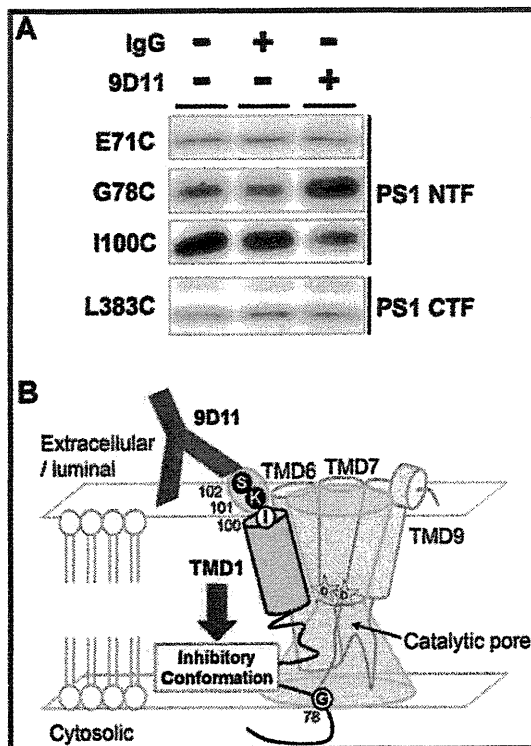 A
IgG - + -
9D11 - - +
E71C
G78C
PS1 NTF
I100C
L383C
PS1 CTF
B
9D11
Extracellular
/ luminal
S
TMD6
TMD7
102
K
101
I
100
TMD9
TMD1
D D
Catalytic pore
Inhibitory
Conformation
G
78
Cytosolic